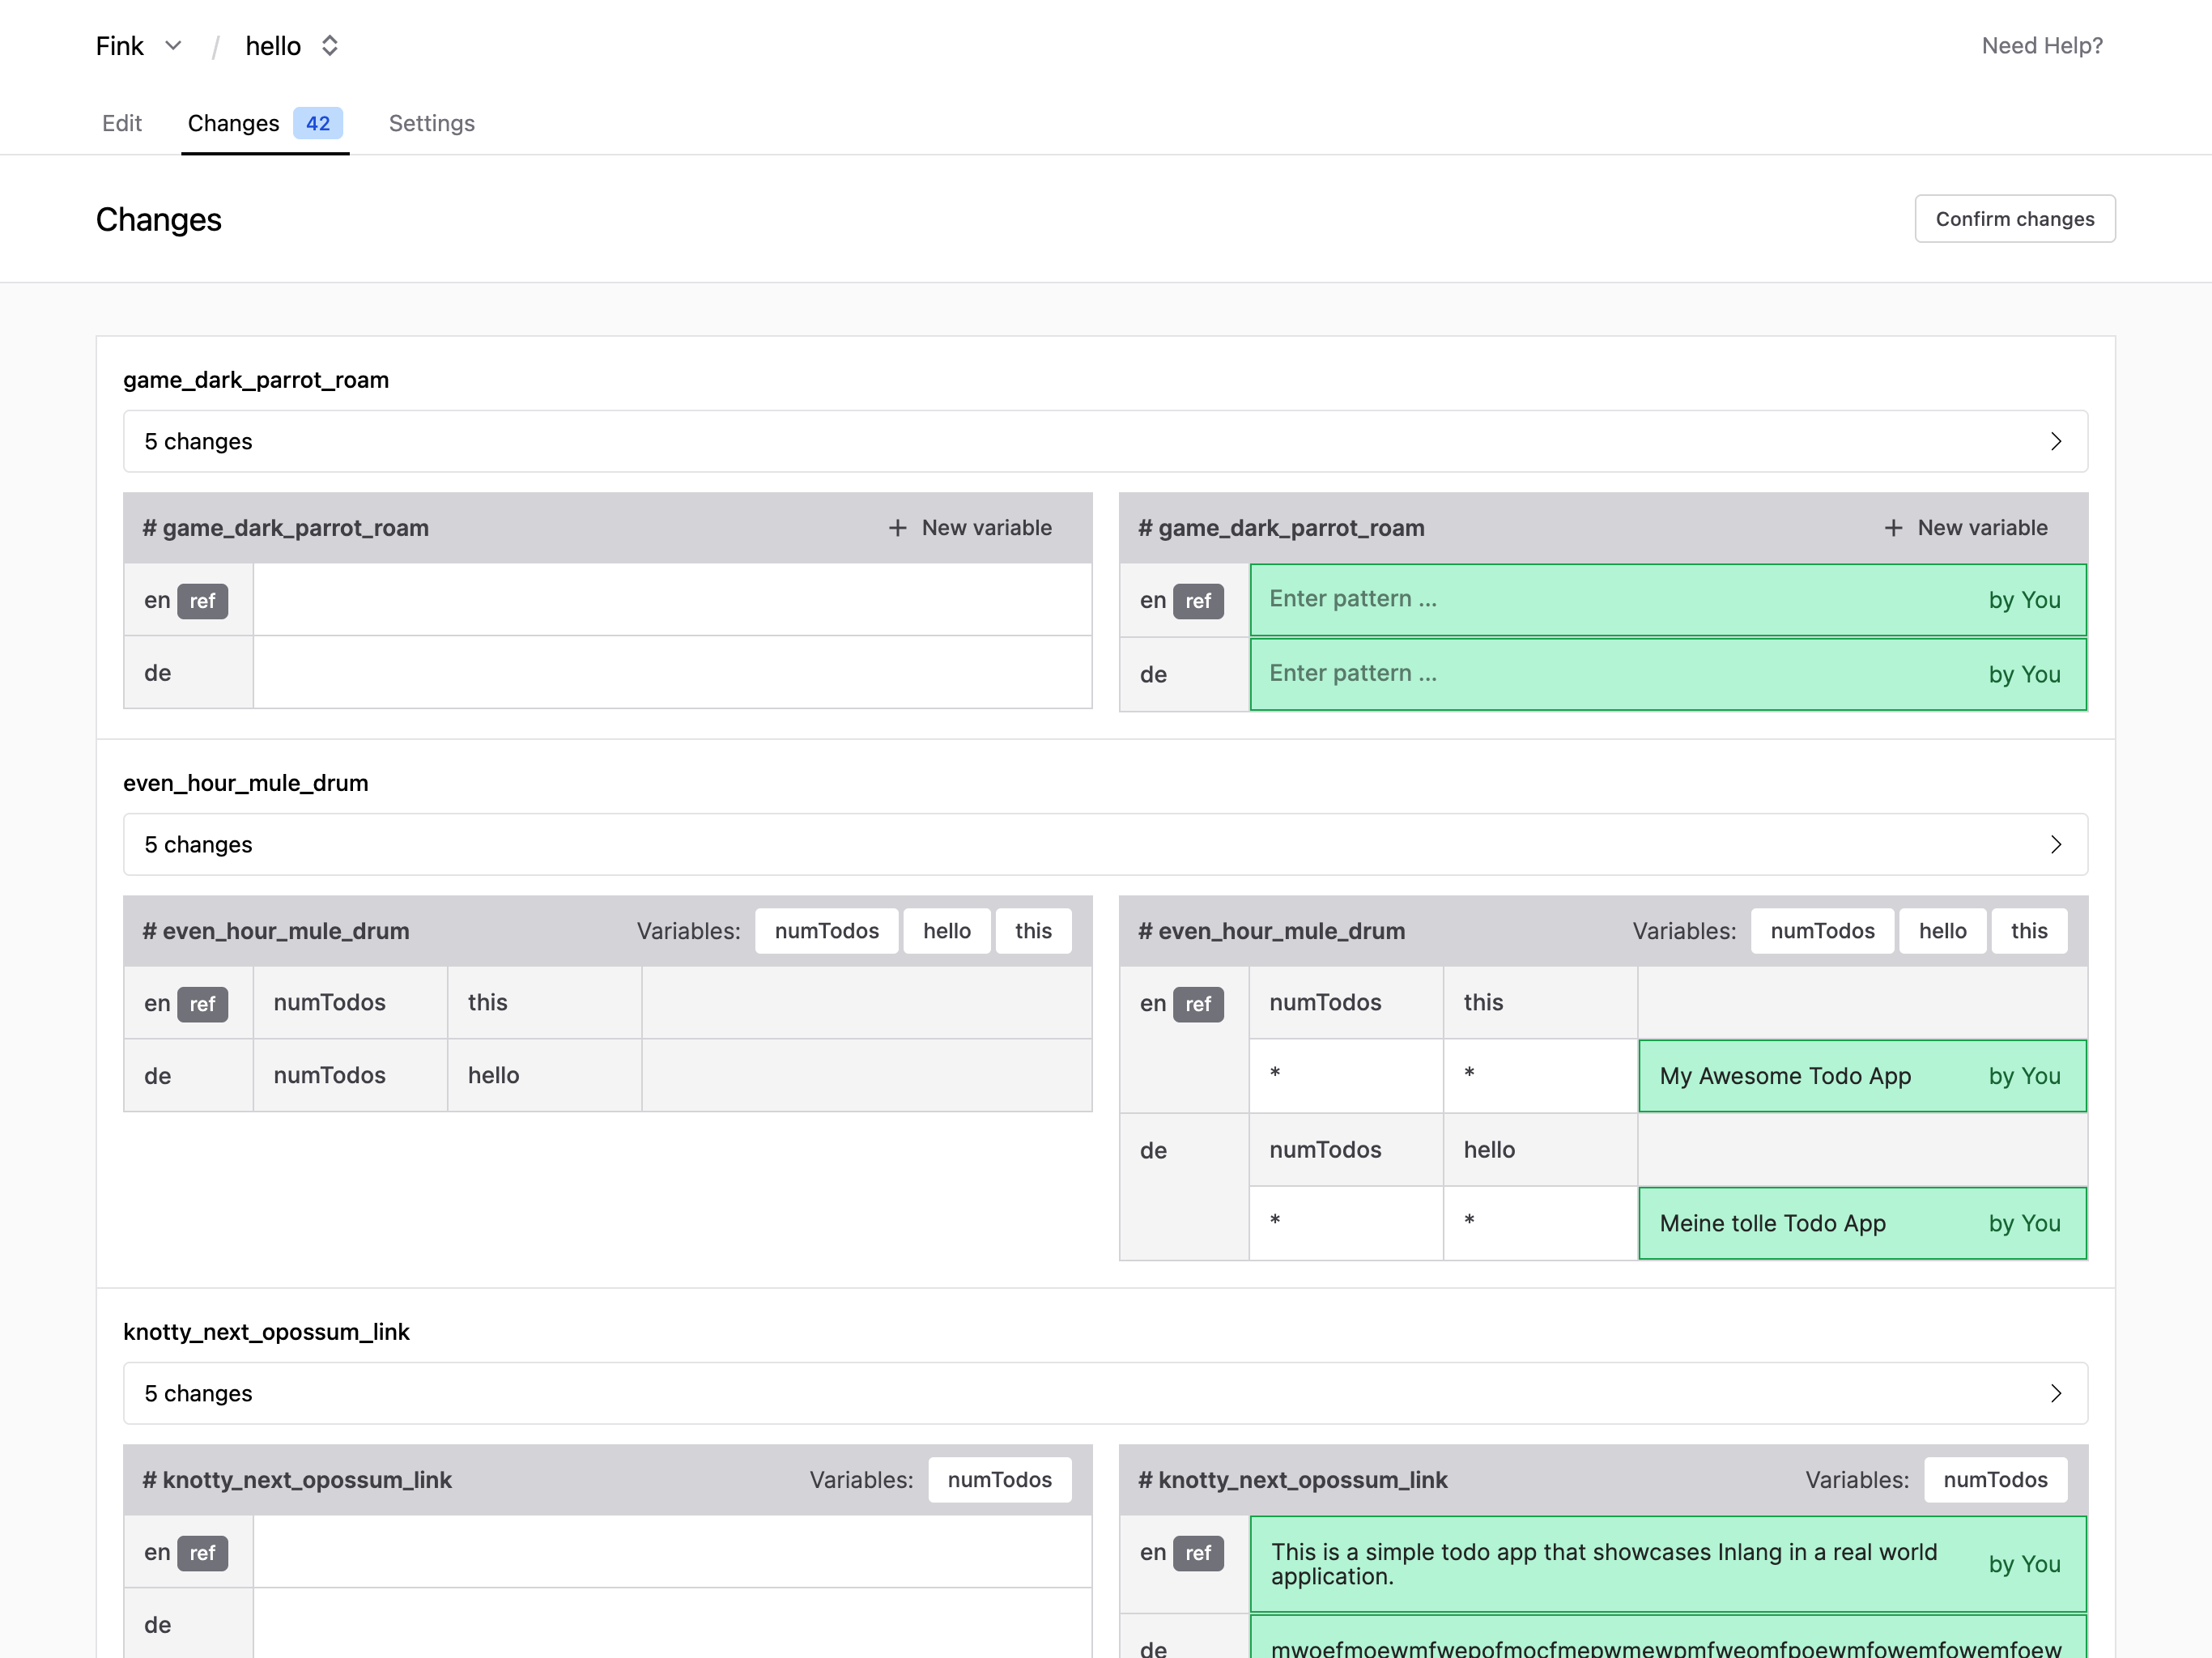 Fink / hello
Need Help?
Edit
Changes 42
Settings
Changes
Confirm changes
game_dark_parrot_roam
5 changes
# game_dark_parrot_roam
+ New variable
en ref
de
# game_dark_parrot_roam
+ New variable
en ref
Enter pattern ...
by You
de
Enter pattern ...
by You
even_hour_mule_drum
5 changes
# even_hour_mule_drum
Variables: numTodos hello this
en ref numTodos this
de numTodos hello
# even_hour_mule_drum
Variables: numTodos hello this
en ref numTodos this
* * My Awesome Todo App by You
de numTodos hello
* * Meine tolle Todo App by You
knotty_next_opossum_link
5 changes
# knotty_next_opossum_link
Variables: numTodos
en ref
de
# knotty_next_opossum_link
Variables: numTodos
en ref
This is a simple todo app that showcases Inlang in a real world
application.
by You
de
mwoefmoewmfwepofmocfmepwmewpmfweomfpoewmfowemfowemfoew